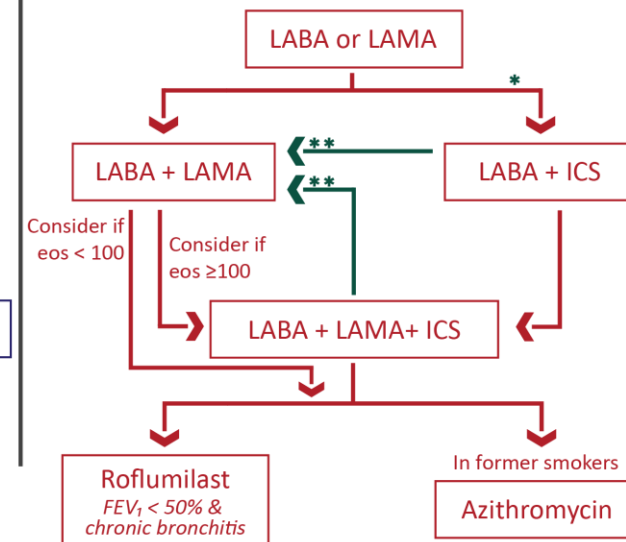 LABA or LAMA
*
LABA + LAMA
**
**
LABA + ICS
Consider if
eos < 100
Consider if
eos ≥100
LABA + LAMA+ ICS
Roflumilast
FEV₁ < 50% &
chronic bronchitis
In former smokers
Azithromycin